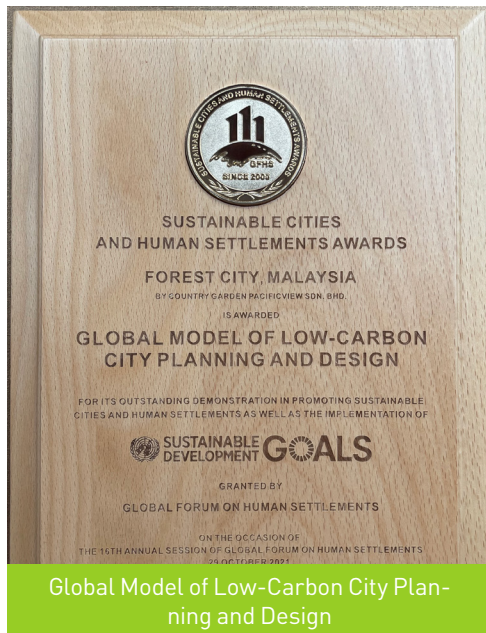 SUSTAINABLE CITIES AND HUMAN SETTLEMENTS AWARDS
GFHS
SINCE 2003
SUSTAINABLE CITIES
AND HUMAN SETTLEMENTS AWARDS
FOREST CITY, MALAYSIA
BY COUNTRY GARDEN PACIFICVIEW SDN. BHD.
IS AWARDED
GLOBAL MODEL OF LOW-CARBON
CITY PLANNING AND DESIGN
FOR ITS OUTSTANDING DEMONSTRATION IN PROMOTING SUSTAINABLE
CITIES AND HUMAN SETTLEMENTS AS WELL AS THE IMPLEMENTATION OF
SUSTAINABLE
DEVELOPMENT GOALS
GRANTED BY
GLOBAL FORUM ON HUMAN SETTLEMENTS
ON THE OCCASION OF
THE 16TH ANNUAL SESSION OF GLOBAL FORUM ON HUMAN SETTLEMENTS
29 OCTOBER 2021
Global Model of Low-Carbon City Plan-
ning and Design